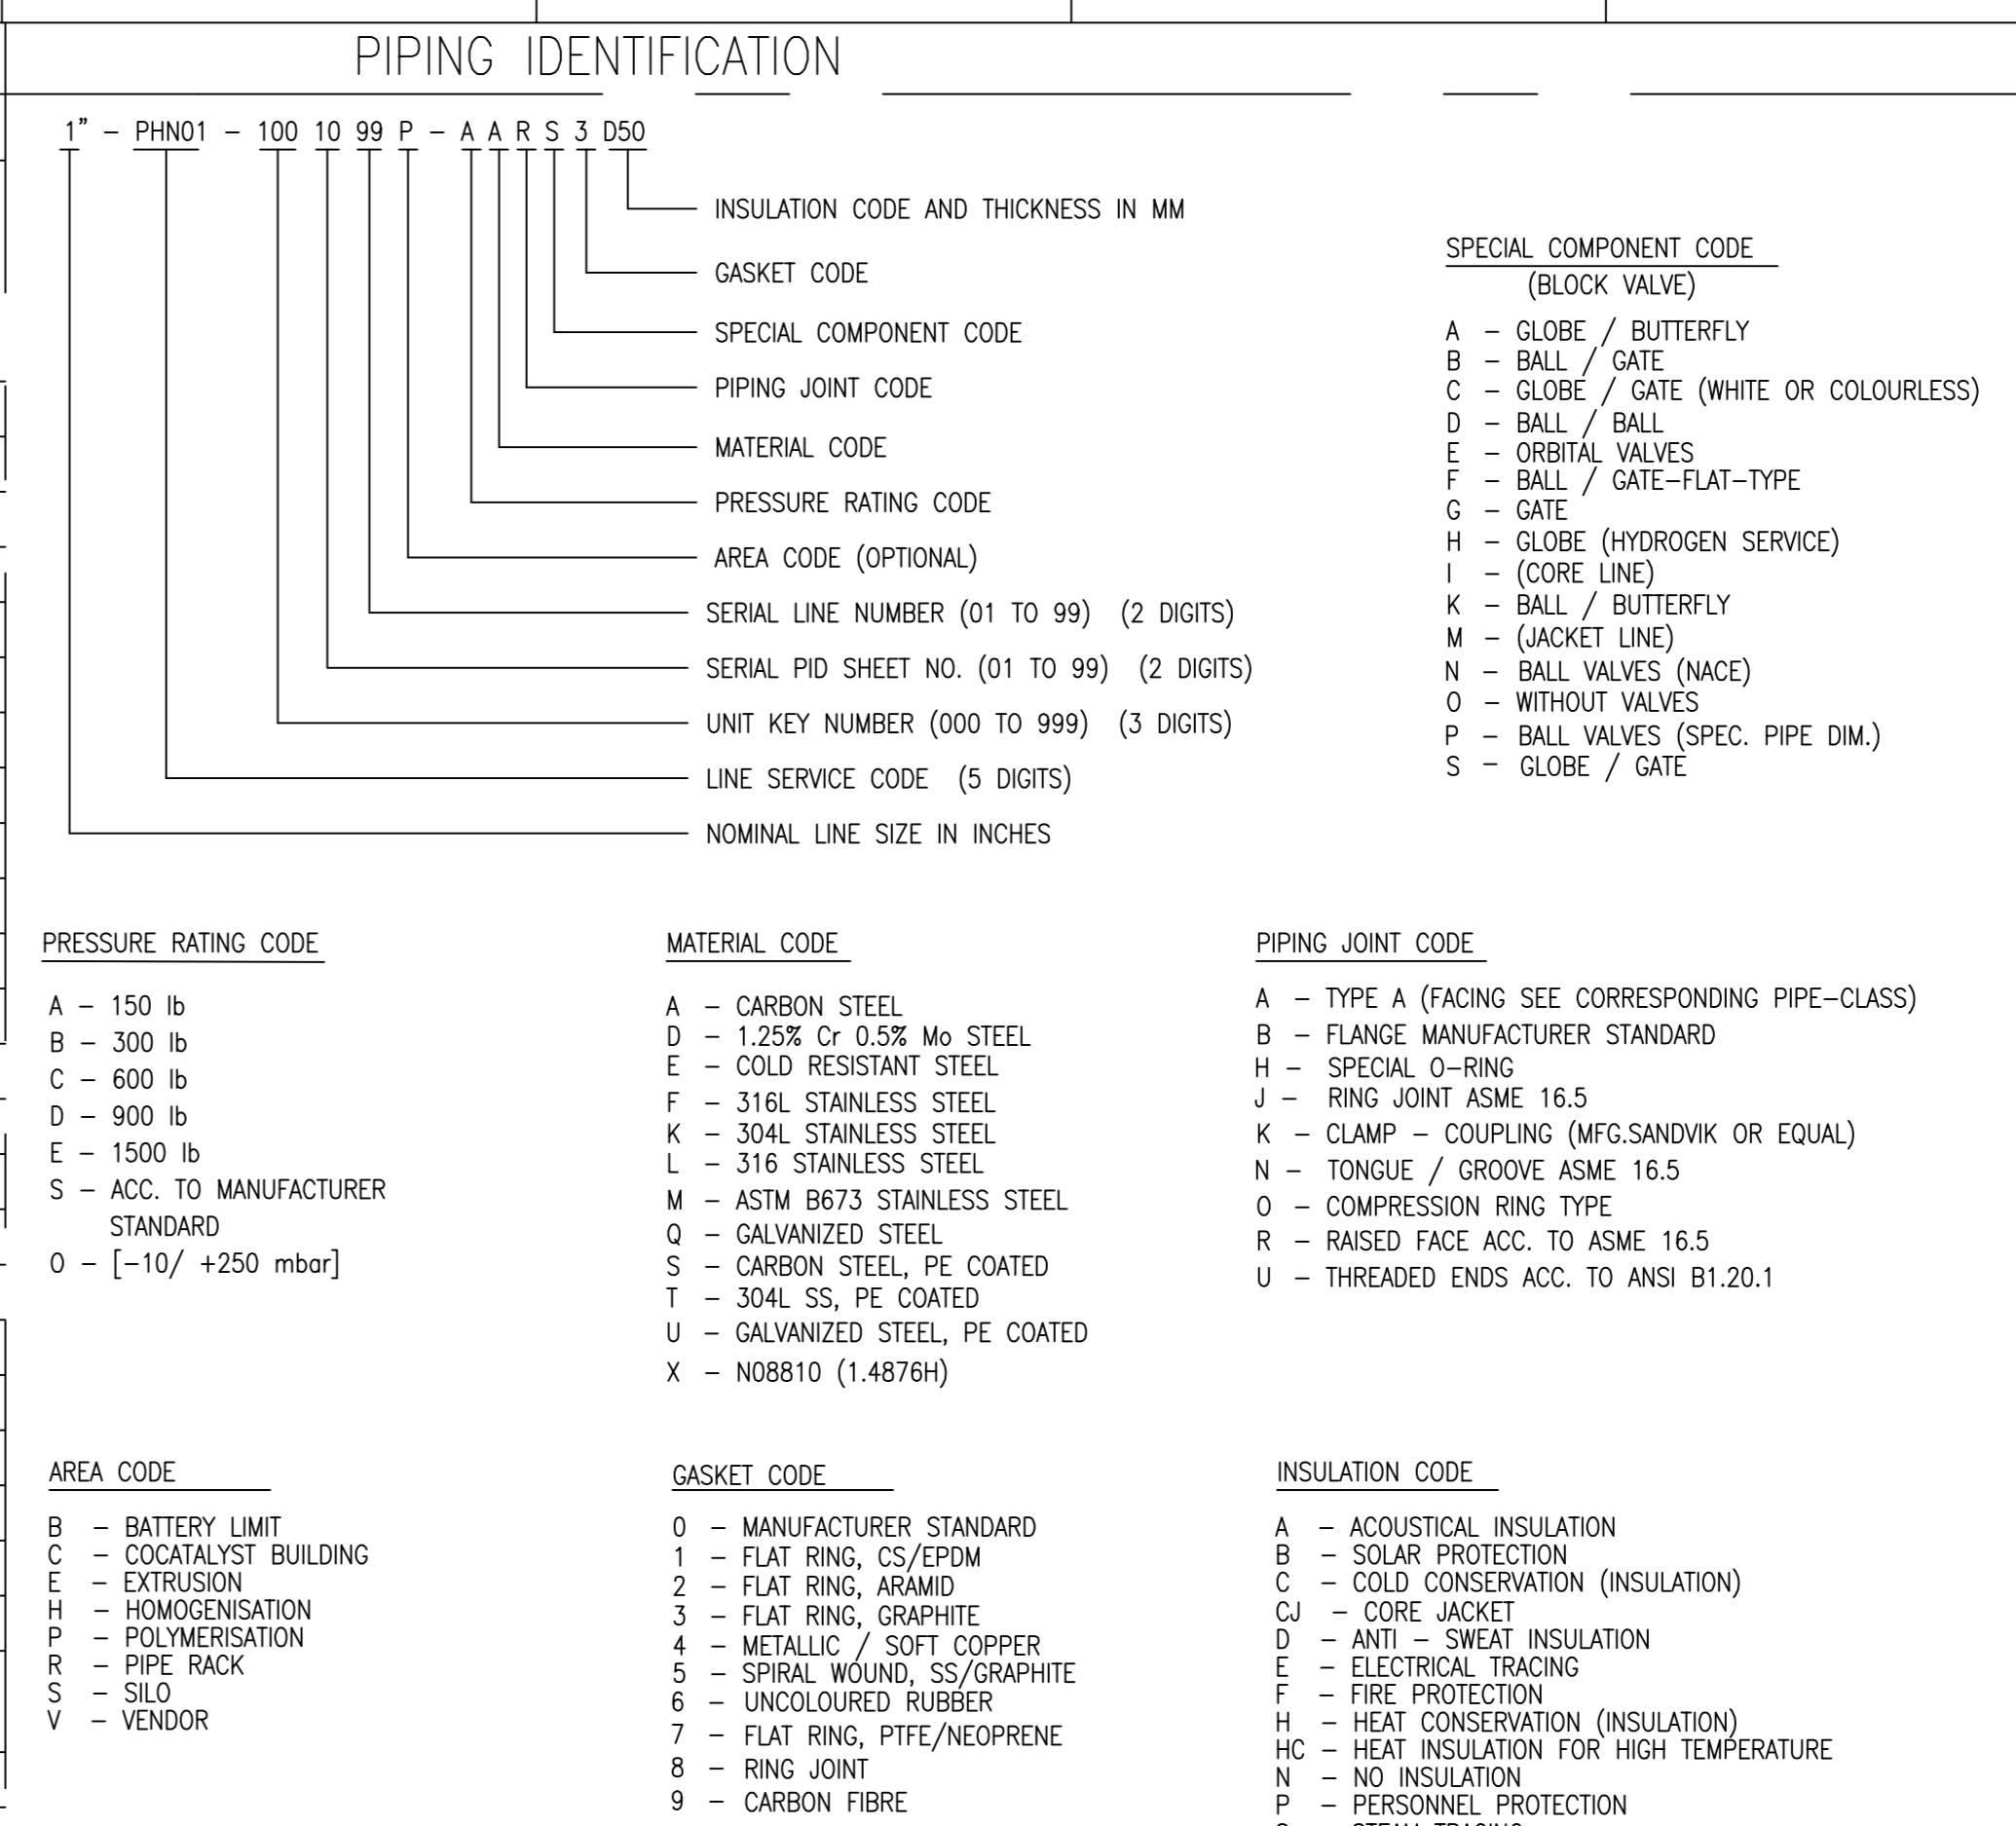 PIPING IDENTIFICATION
1” – PHN01 – 100 10 99 P – A A R S 3 D50
INSULATION CODE AND THICKNESS IN MM
GASKET CODE
SPECIAL COMPONENT CODE
PIPING JOINT CODE
MATERIAL CODE
PRESSURE RATING CODE
AREA CODE (OPTIONAL)
SERIAL LINE NUMBER (01 TO 99) (2 DIGITS)
SERIAL PID SHEET NO. (01 TO 99) (2 DIGITS)
UNIT KEY NUMBER (000 TO 999) (3 DIGITS)
LINE SERVICE CODE (5 DIGITS)
NOMINAL LINE SIZE IN INCHES
SPECIAL COMPONENT CODE
(BLOCK VALVE)
A – GLOBE / BUTTERFLY
B – BALL / GATE
C – GLOBE / GATE (WHITE OR COLOURLESS)
D – BALL / BALL
E – ORBITAL VALVES
F – BALL / GATE–FLAT–TYPE
G – GATE
H – GLOBE (HYDROGEN SERVICE)
I – (CORE LINE)
K – BALL / BUTTERFLY
M – (JACKET LINE)
N – BALL VALVES (NACE)
O – WITHOUT VALVES
P – BALL VALVES (SPEC. PIPE DIM.)
S – GLOBE / GATE
PRESSURE RATING CODE
A – 150 lb
B – 300 lb
C – 600 lb
D – 900 lb
E – 1500 lb
S – ACC. TO MANUFACTURER
STANDARD
O – [–10/ +250 mbar]
MATERIAL CODE
A – CARBON STEEL
D – 1.25% Cr 0.5% Mo STEEL
E – COLD RESISTANT STEEL
F – 316L STAINLESS STEEL
K – 304L STAINLESS STEEL
L – 316 STAINLESS STEEL
M – ASTM B673 STAINLESS STEEL
Q – GALVANIZED STEEL
S – CARBON STEEL, PE COATED
T – 304L SS, PE COATED
U – GALVANIZED STEEL, PE COATED
X – N08810 (1.4876H)
PIPING JOINT CODE
A – TYPE A (FACING SEE CORRESPONDING PIPE–CLASS)
B – FLANGE MANUFACTURER STANDARD
H – SPECIAL O–RING
J – RING JOINT ASME 16.5
K – CLAMP – COUPLING (MFG.SANDVIK OR EQUAL)
N – TONGUE / GROOVE ASME 16.5
O – COMPRESSION RING TYPE
R – RAISED FACE ACC. TO ASME 16.5
U – THREADED ENDS ACC. TO ANSI B1.20.1
AREA CODE
B – BATTERY LIMIT
C – COCATALYST BUILDING
E – EXTRUSION
H – HOMOGENISATION
P – POLYMERISATION
R – PIPE RACK
S – SILO
V – VENDOR
GASKET CODE
0 – MANUFACTURER STANDARD
1 – FLAT RING, CS/EPDM
2 – FLAT RING, ARAMID
3 – FLAT RING, GRAPHITE
4 – METALLIC / SOFT COPPER
5 – SPIRAL WOUND, SS/GRAPHITE
6 – UNCOLOURED RUBBER
7 – FLAT RING, PTFE/NEOPRENE
8 – RING JOINT
9 – CARBON FIBRE
INSULATION CODE
A – ACOUSTICAL INSULATION
B – SOLAR PROTECTION
C – COLD CONSERVATION (INSULATION)
CJ – CORE JACKET
D – ANTI – SWEAT INSULATION
E – ELECTRICAL TRACING
F – FIRE PROTECTION
H – HEAT CONSERVATION (INSULATION)
HC – HEAT INSULATION FOR HIGH TEMPERATURE
N – NO INSULATION
P – PERSONNEL PROTECTION